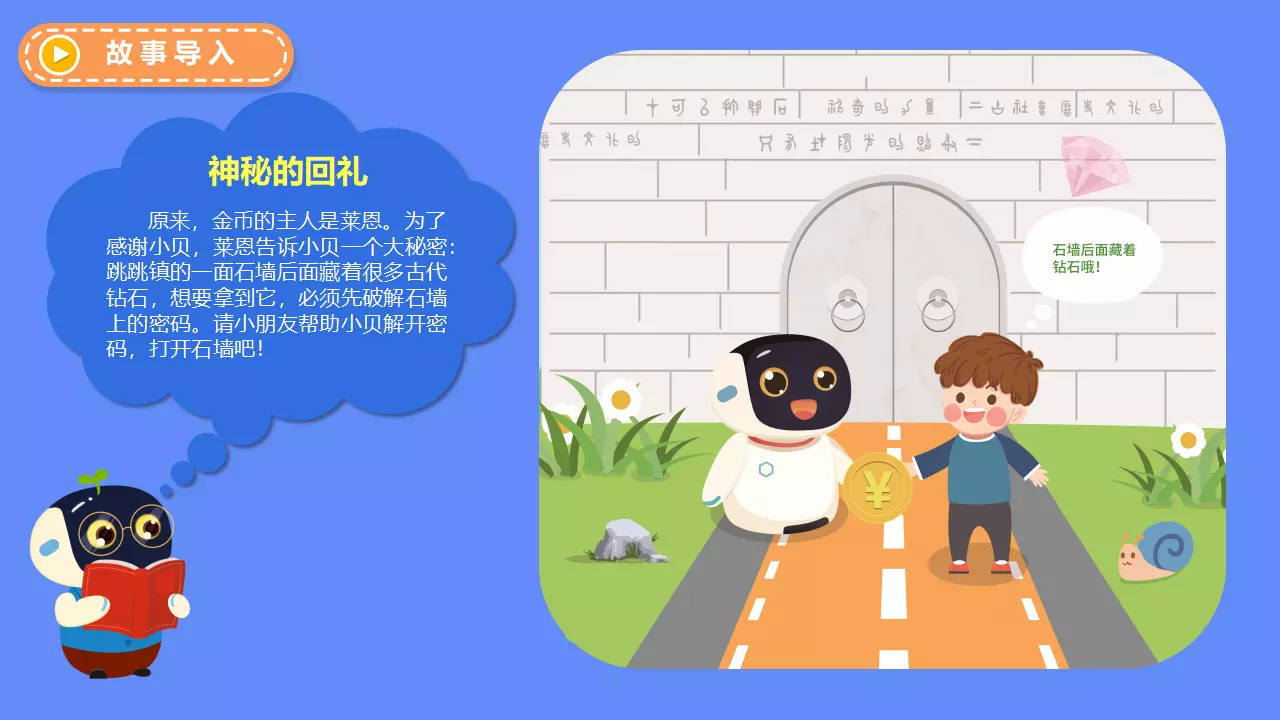 故事导入
神秘的回礼
原来，金币的主人是莱恩。为了
感谢小贝，莱恩告诉小贝一个大秘密：
跳跳镇的一面石墙后面藏着很多古代
钻石，想要拿到它，必须先破解石墙
上的密码。请小朋友帮助小贝解开密
码，打开石墙吧！
石墙后面藏着
钻石哦！
¥